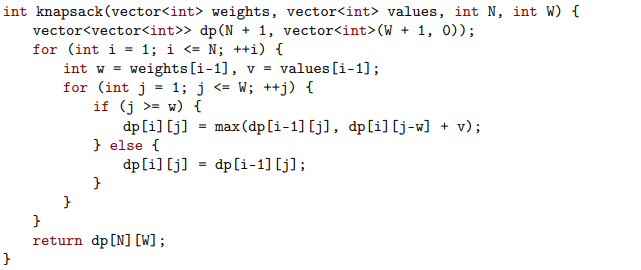 int knapsack(vector<int> weights, vector<int> values, int N, int W) {
    vector<vector<int>> dp(N + 1, vector<int>(W + 1, 0));
    for (int i = 1; i <= N; ++i) {
        int w = weights[i-1], v = values[i-1];
        for (int j = 1; j <= W; ++j) {
            if (j >= w) {
                dp[i][j] = max(dp[i-1][j], dp[i][j-w] + v);
            } else {
                dp[i][j] = dp[i-1][j];
            }
        }
    }
    return dp[N][W];
}